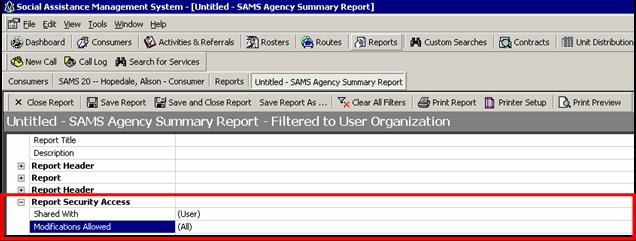 Social Assistance Management System - [Untitled - SAMS Agency Summary Report]
File Edit View Tools Window Help
Dashboard Consumers Activities & Referrals Rosters Routes Reports Custom Searches Contracts Unit Distribution
New Call Call Log Search for Services
Consumers SAMS 20 -- Hopedale, Alison - Consumer Reports Untitled - SAMS Agency Summary Report
Close Report Save Report Save and Close Report Save Report As ... Clear All Filters Print Report Printer Setup Print Preview
Untitled - SAMS Agency Summary Report - Filtered to User Organization
Report Title
Description
Report Header
Report
Report Header
Report Security Access
Shared With (User)
Modifications Allowed (All)